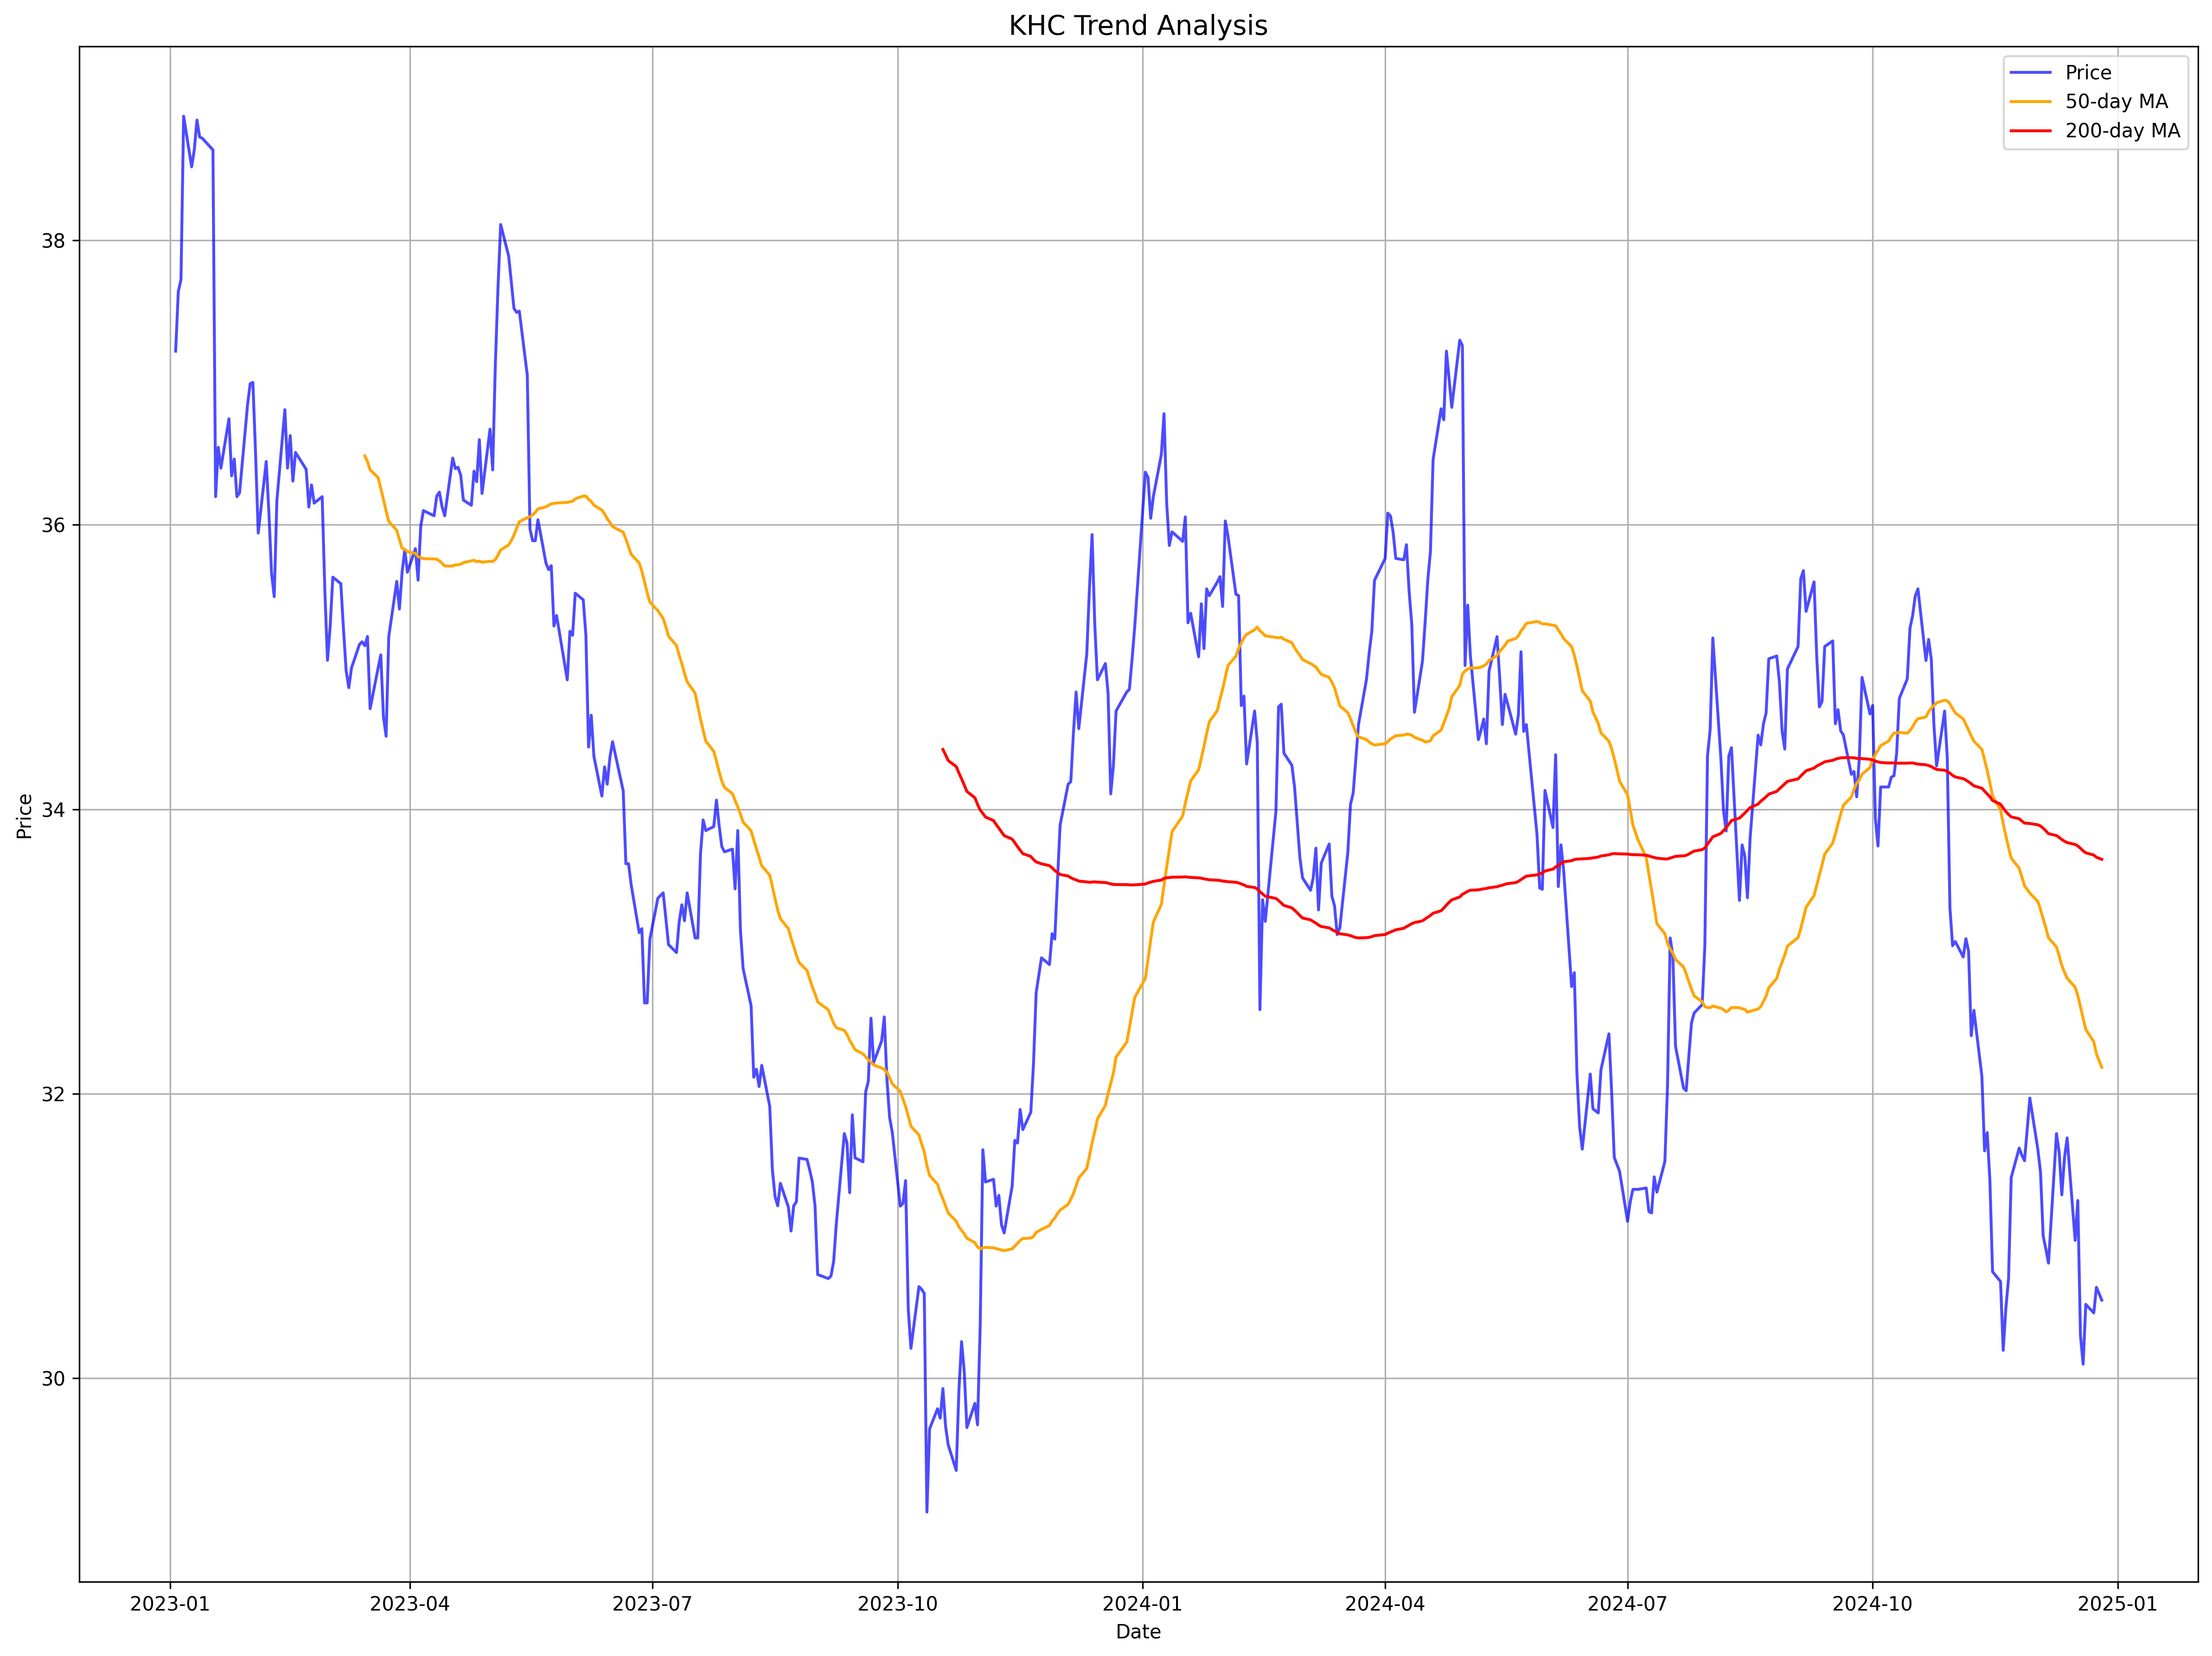 KHC Trend Analysis
Price
50-day MA
200-day MA
38
36
34
32
30
Price
2023-01
2023-04
2023-07
2023-10
2024-01
2024-04
2024-07
2024-10
2025-01
Date